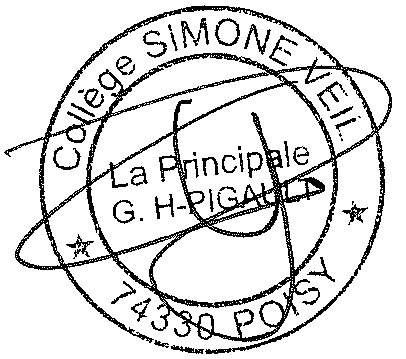 Collège SIMONE VEIL
La Principale
G. H-PIGAULT
74330 POISY